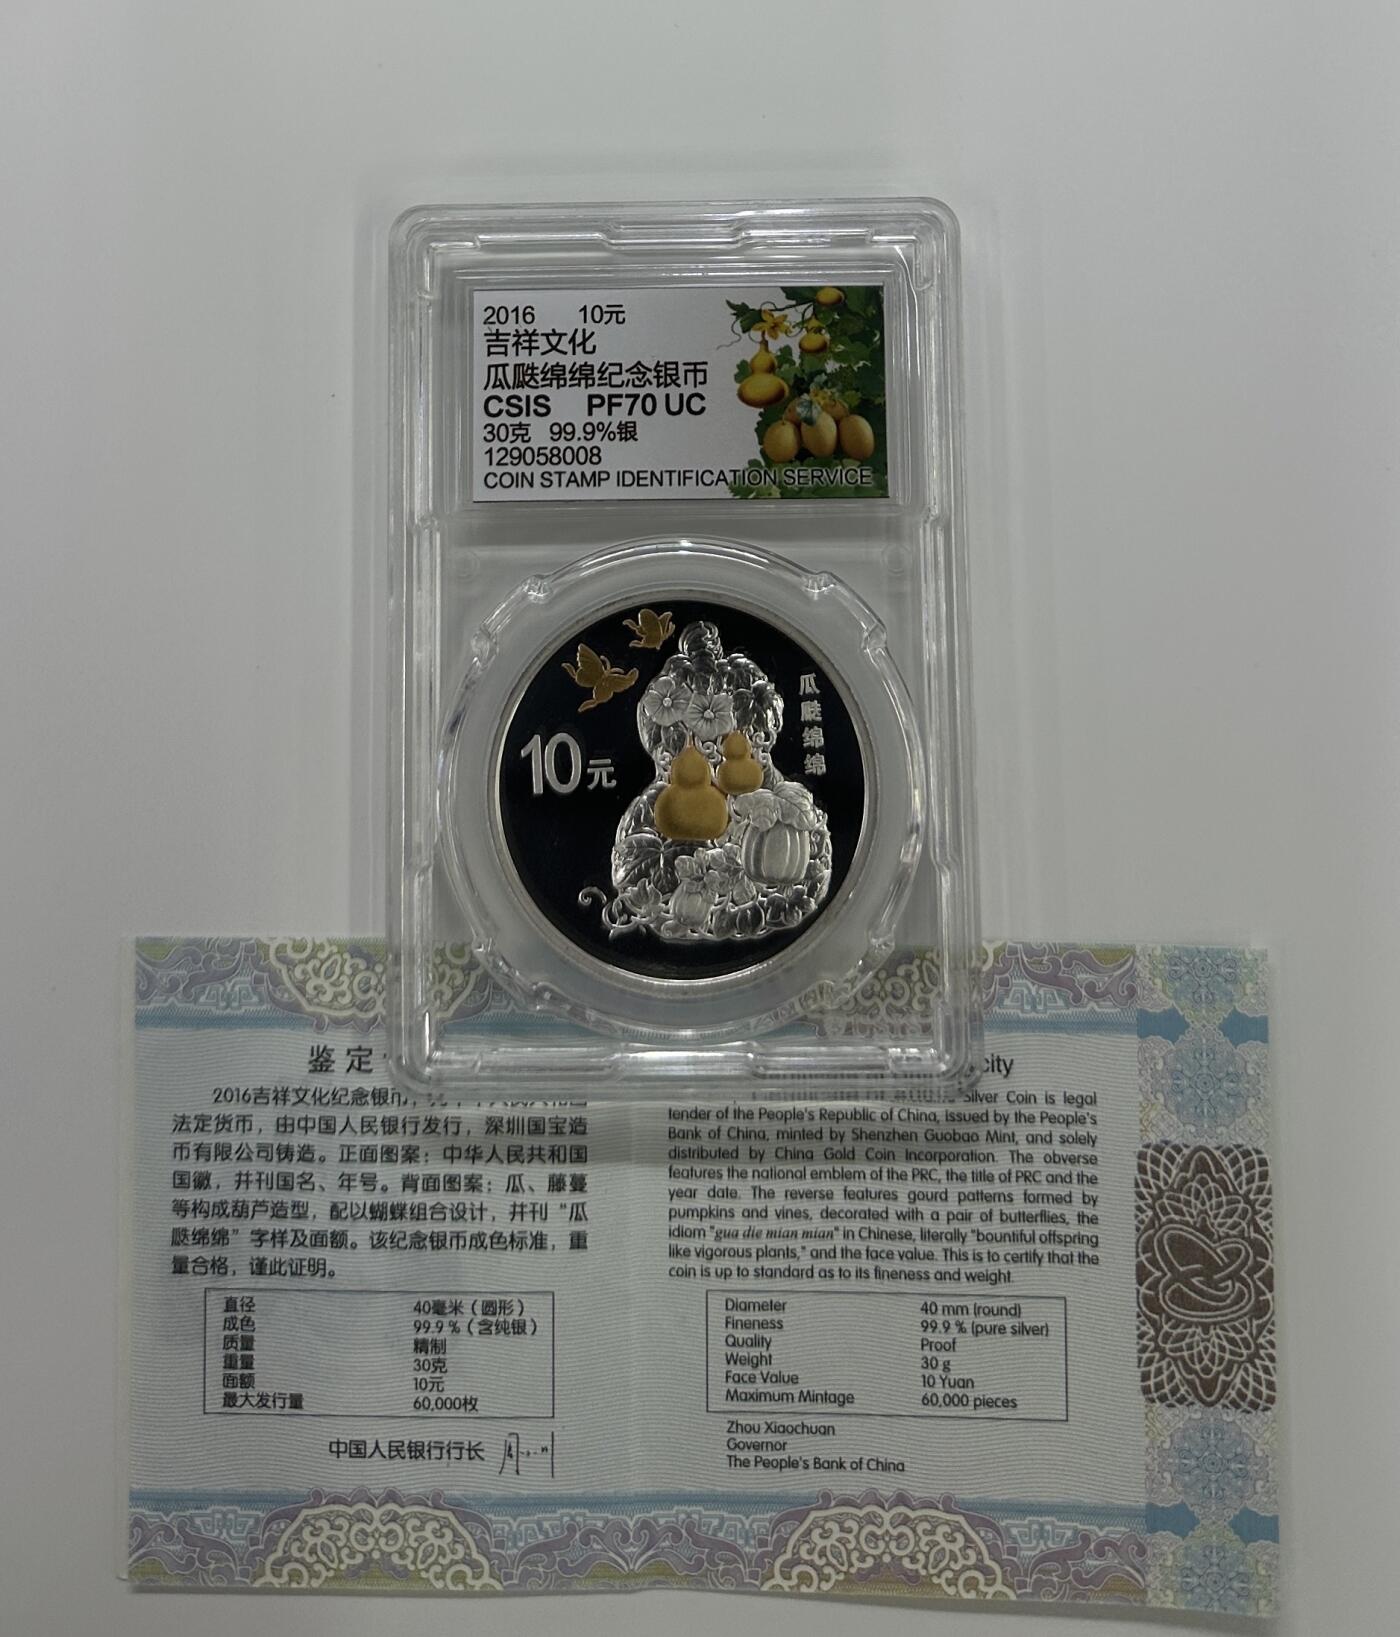 2016 10元
吉祥文化
瓜瓞绵绵纪念银币
CSIS PF70 UC
30克 99.9%银
129058008
COIN STAMP IDENTIFICATION SERVICE
10元
瓜瓞绵绵
鉴定
2016吉祥文化纪念银币，
法定货币，由中国人民银行发行，深圳国宝造
币有限公司铸造。正面图案：中华人民共和国
国徽，并刊国名、年号。背面图案：瓜、藤蔓
等构成葫芦造型，配以蝴蝶组合设计，并刊“瓜
瓞绵绵”字样及面额。该纪念银币成色标准，重
量合格，谨此证明。
直径 40毫米（圆形）
成色 99.9%（含纯银）
质量 精制
重量 30克
面额 10元
最大发行量 60,000枚
中国人民银行行长
Silver Coin is legal
tender of the People's Republic of China, issued by the People's
Bank of China, minted by Shenzhen Guobao Mint, and solely
distributed by China Gold Coin Incorporation. The obverse
features the national emblem of the PRC, the title of PRC and the
year date. The reverse features gourd patterns formed by
pumpkins and vines, decorated with a pair of butterflies, the
idiom "gua die mian mian" in Chinese, literally "bountiful offspring
like vigorous plants," and the face value. This is to certify that the
coin is up to standard as to its fineness and weight.
Diameter 40 mm (round)
Fineness 99.9 % (pure silver)
Quality Proof
Weight 30 g
Face Value 10 Yuan
Maximum Mintage 60,000 pieces
Zhou Xiaochuan
Governor
The People's Bank of China